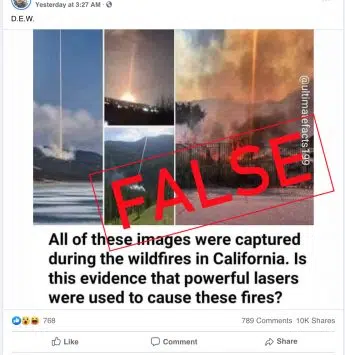 Yesterday at 3:27 AM ·
D.E.W.
@ultimatefacts199
FALSE
All of these images were captured
during the wildfires in California. Is
this evidence that powerful lasers
were used to cause these fires?
768
789 Comments 10K Shares
Like
Comment
Share